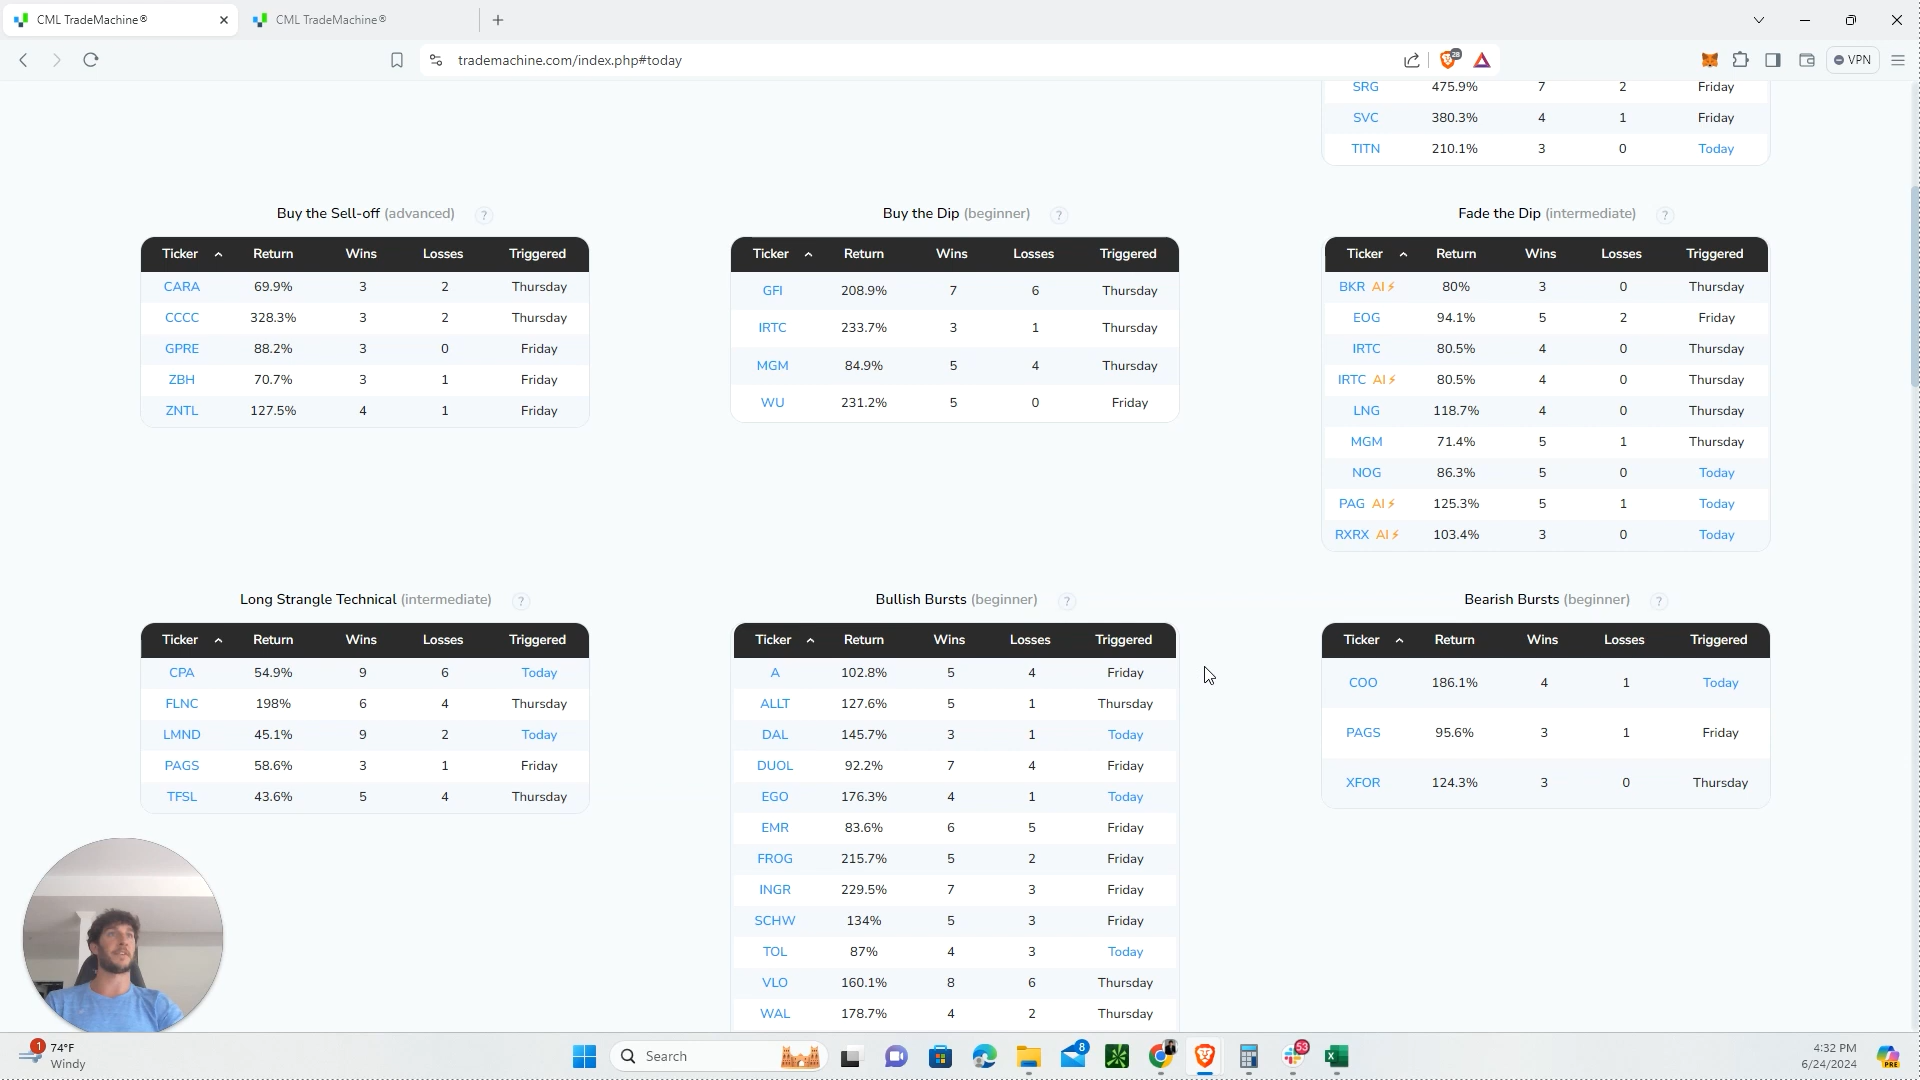 CML TradeMachine®
CML TradeMachine®
trademachine.com/index.php#today
28
VPN
SRG 475.9% 7 2 Friday
SVC 380.3% 4 1 Friday
TITN 210.1% 3 0 Today
Buy the Sell-off (advanced) ?
Ticker Return Wins Losses Triggered
CARA 69.9% 3 2 Thursday
CCCC 328.3% 3 2 Thursday
GPRE 88.2% 3 0 Friday
ZBH 70.7% 3 1 Friday
ZNTL 127.5% 4 1 Friday
Buy the Dip (beginner) ?
Ticker Return Wins Losses Triggered
GFI 208.9% 7 6 Thursday
IRTC 233.7% 3 1 Thursday
MGM 84.9% 5 4 Thursday
WU 231.2% 5 0 Friday
Fade the Dip (intermediate) ?
Ticker Return Wins Losses Triggered
BKR AI⚡ 80% 3 0 Thursday
EOG 94.1% 5 2 Friday
IRTC 80.5% 4 0 Thursday
IRTC AI⚡ 80.5% 4 0 Thursday
LNG 118.7% 4 0 Thursday
MGM 71.4% 5 1 Thursday
NOG 86.3% 5 0 Today
PAG AI⚡ 125.3% 5 1 Today
RXRX AI⚡ 103.4% 3 0 Today
Long Strangle Technical (intermediate) ?
Ticker Return Wins Losses Triggered
CPA 54.9% 9 6 Today
FLNC 198% 6 4 Thursday
LMND 45.1% 9 2 Today
PAGS 58.6% 3 1 Friday
TFSL 43.6% 5 4 Thursday
Bullish Bursts (beginner) ?
Ticker Return Wins Losses Triggered
A 102.8% 5 4 Friday
ALLT 127.6% 5 1 Thursday
DAL 145.7% 3 1 Today
DUOL 92.2% 7 4 Friday
EGO 176.3% 4 1 Today
EMR 83.6% 6 5 Friday
FROG 215.7% 5 2 Friday
INGR 229.5% 7 3 Friday
SCHW 134% 5 3 Friday
TOL 87% 4 3 Today
VLO 160.1% 8 6 Thursday
WAL 178.7% 4 2 Thursday
Bearish Bursts (beginner) ?
Ticker Return Wins Losses Triggered
COO 186.1% 4 1 Today
PAGS 95.6% 3 1 Friday
XFOR 124.3% 3 0 Thursday
1
74°F
Windy
Search
8
53
4:32 PM
6/24/2024
PRE